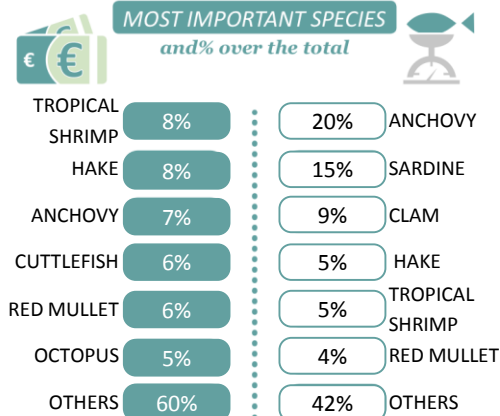 MOST IMPORTANT SPECIES
and% over the total
€ €
TROPICAL
SHRIMP 8% 20% ANCHOVY
HAKE 8% 15% SARDINE
ANCHOVY 7% 9% CLAM
CUTTLEFISH 6% 5% HAKE
RED MULLET 6% 5% TROPICAL
SHRIMP
OCTOPUS 5% 4% RED MULLET
OTHERS 60% 42% OTHERS